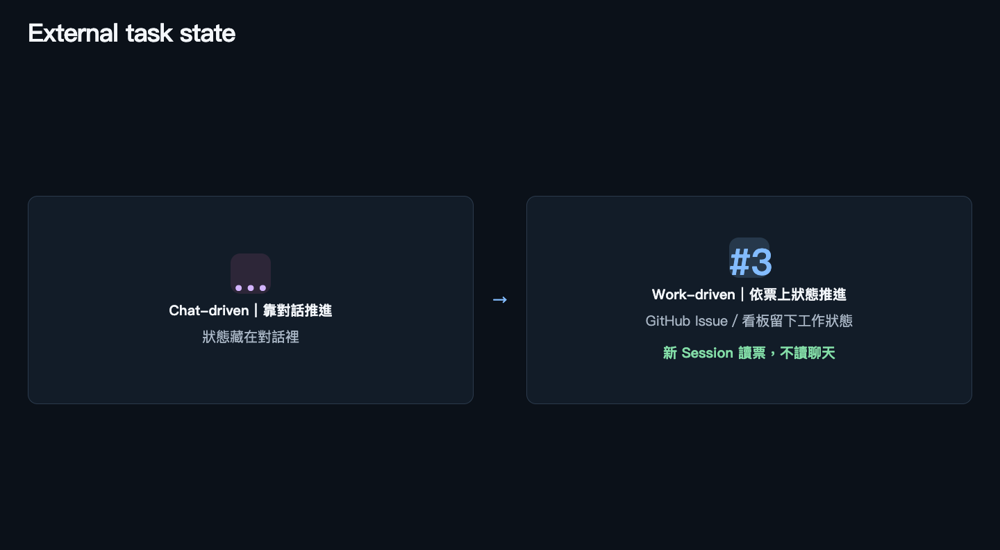 External task state
...
Chat-driven｜靠對話推進
狀態藏在對話裡
→
#3
Work-driven｜依票上狀態推進
GitHub Issue / 看板留下工作狀態
新 Session 讀票，不讀聊天